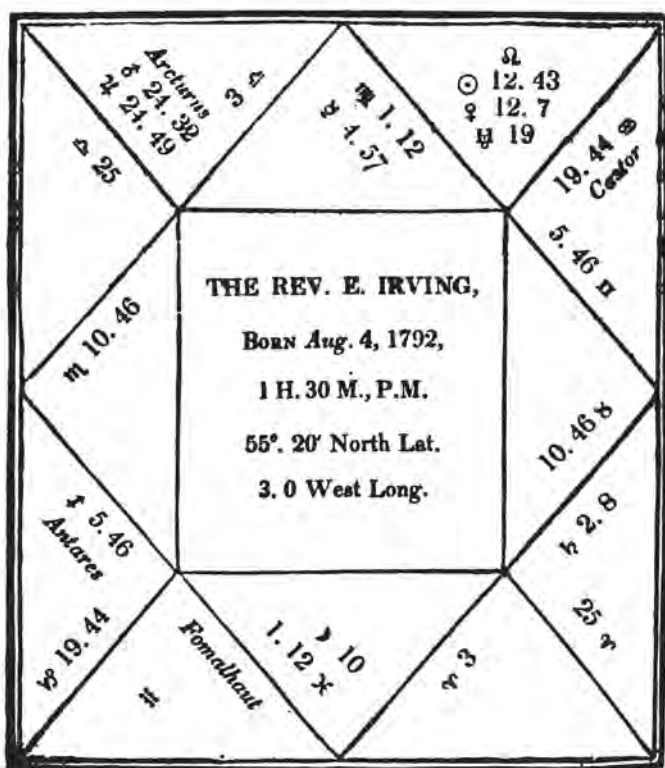 ♌
☉ 12. 43
♀ 12. 7
♅ 19
Arcturus
♂ 24. 32
♃ 24. 49
♎ 3
♍ 1. 12
☿ 4. 57
19. 44 ♋
Castor
5. 46 ♊
♎ 25
♏ 10. 46
THE REV. E. IRVING,
BORN Aug. 4, 1792,
1 H. 30 M., P.M.
55°. 20′ North Lat.
3. 0 West Long.
10. 46 ♉
♄ 2. 8
25 ♈
♐ 5. 46
Antares
♑ 19. 44
♒
Fomalhaut
☽ 10
1. 12 ♓
♈ 3